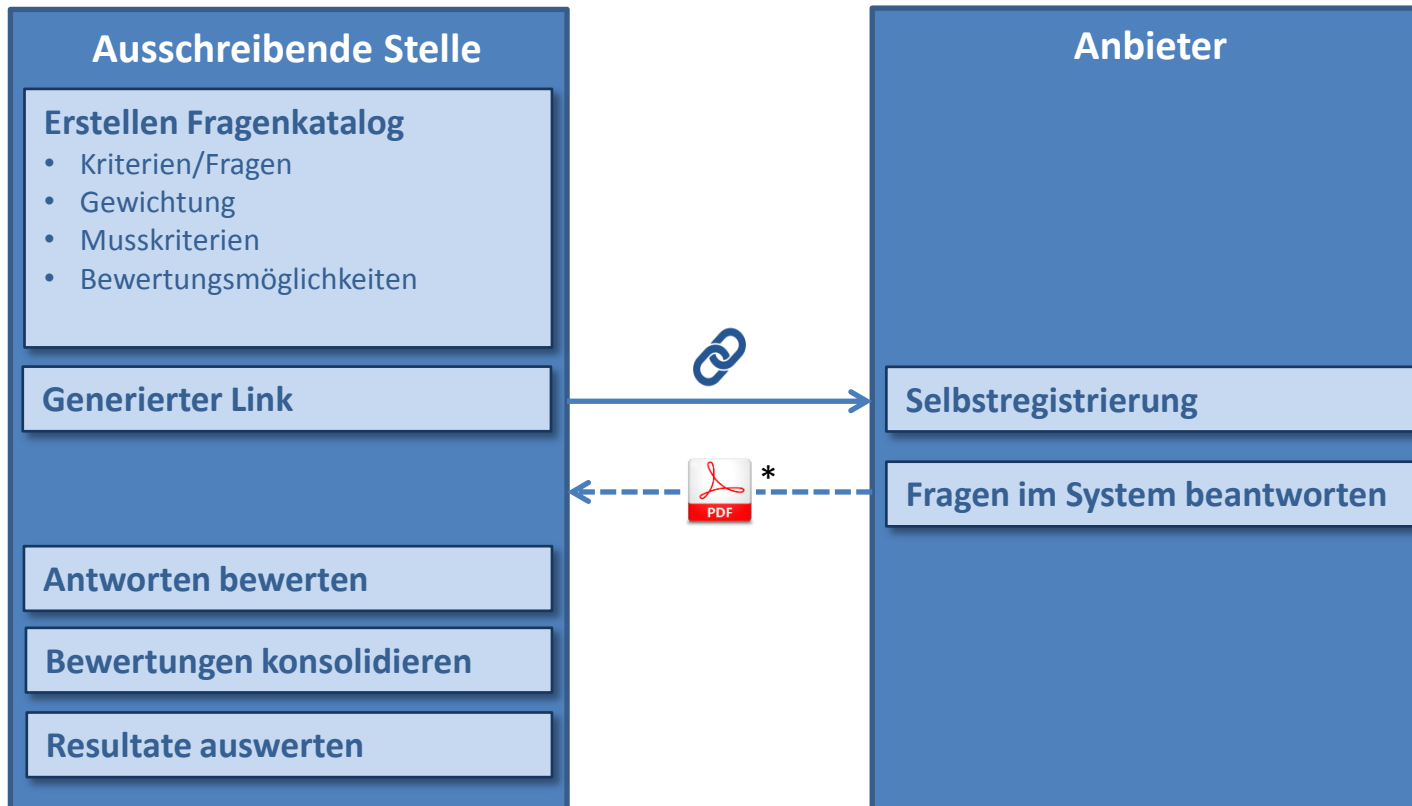 Ausschreibende Stelle
Erstellen Fragenkatalog
• Kriterien/Fragen
• Gewichtung
• Musskriterien
• Bewertungsmöglichkeiten
Generierter Link
Antworten bewerten
Bewertungen konsolidieren
Resultate auswerten
PDF
*
Anbieter
Selbstregistrierung
Fragen im System beantworten